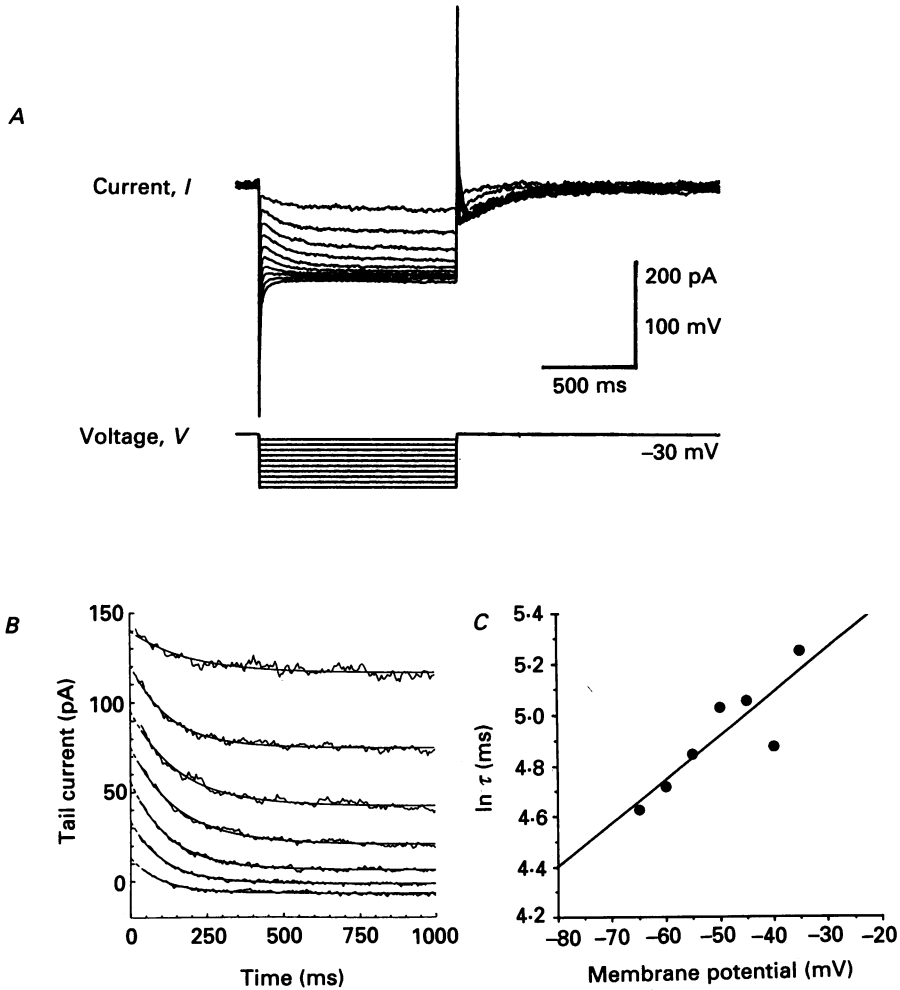 A
Current, I
200 pA
100 mV
500 ms
Voltage, V
−30 mV
B
150
100
50
0
Tail current (pA)
0
250
500
750
1000
Time (ms)
C
5·4
5·2
5·0
4·8
4·6
4·4
4·2
ln τ (ms)
−80
−70
−60
−50
−40
−30
−20
Membrane potential (mV)